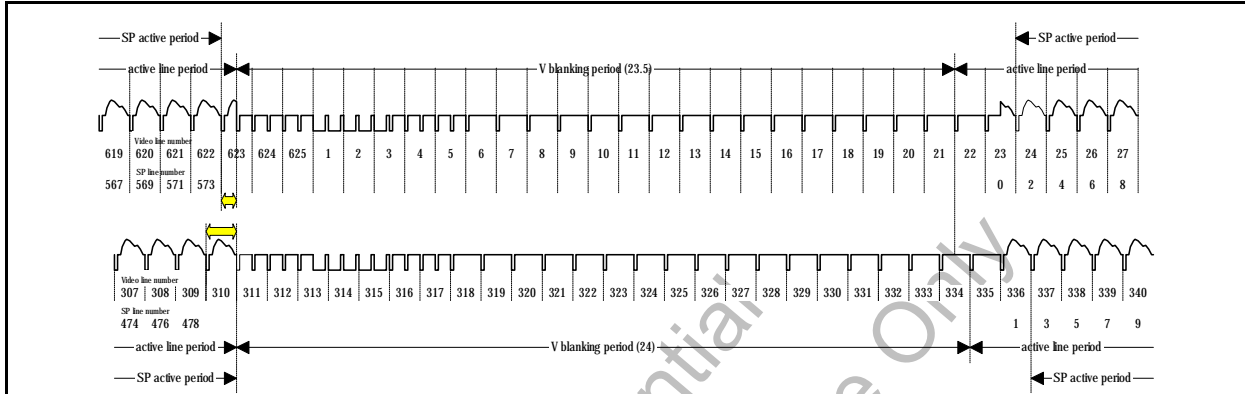 SP active period SP active period
active line period V blanking period (23.5) active line period
Video line number
619 620 621 622 623 624 625 1 2 3 4 5 6 7 8 9 10 11 12 13 14 15 16 17 18 19 20 21 22 23 24 25 26 27
SP line number
567 569 571 573 0 2 4 6 8
Video line number
307 308 309 310 311 312 313 314 315 316 317 318 319 320 321 322 323 324 325 326 327 328 329 330 331 332 333 334 335 336 337 338 339 340
SP line number
474 476 478 1 3 5 7 9
active line period V blanking period (24) active line period
SP active period SP active period
ential
e Only